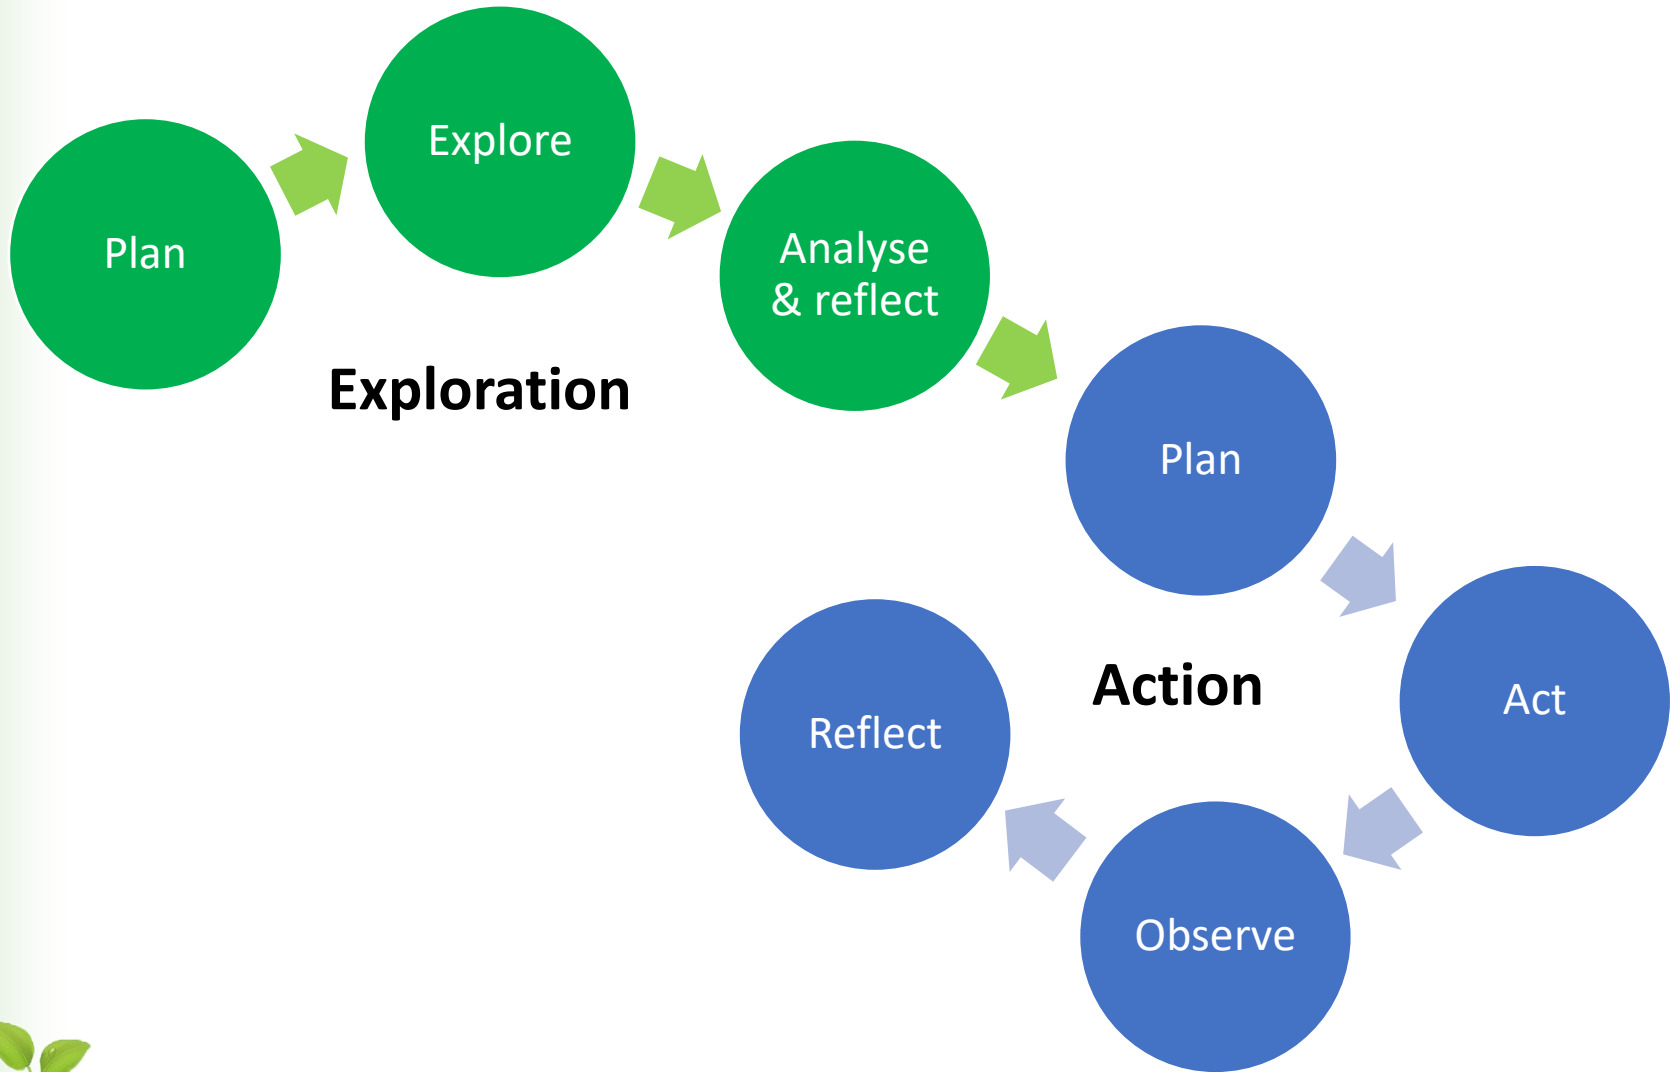 Plan
Explore
Analyse
& reflect
Exploration
Plan
Act
Action
Observe
Reflect